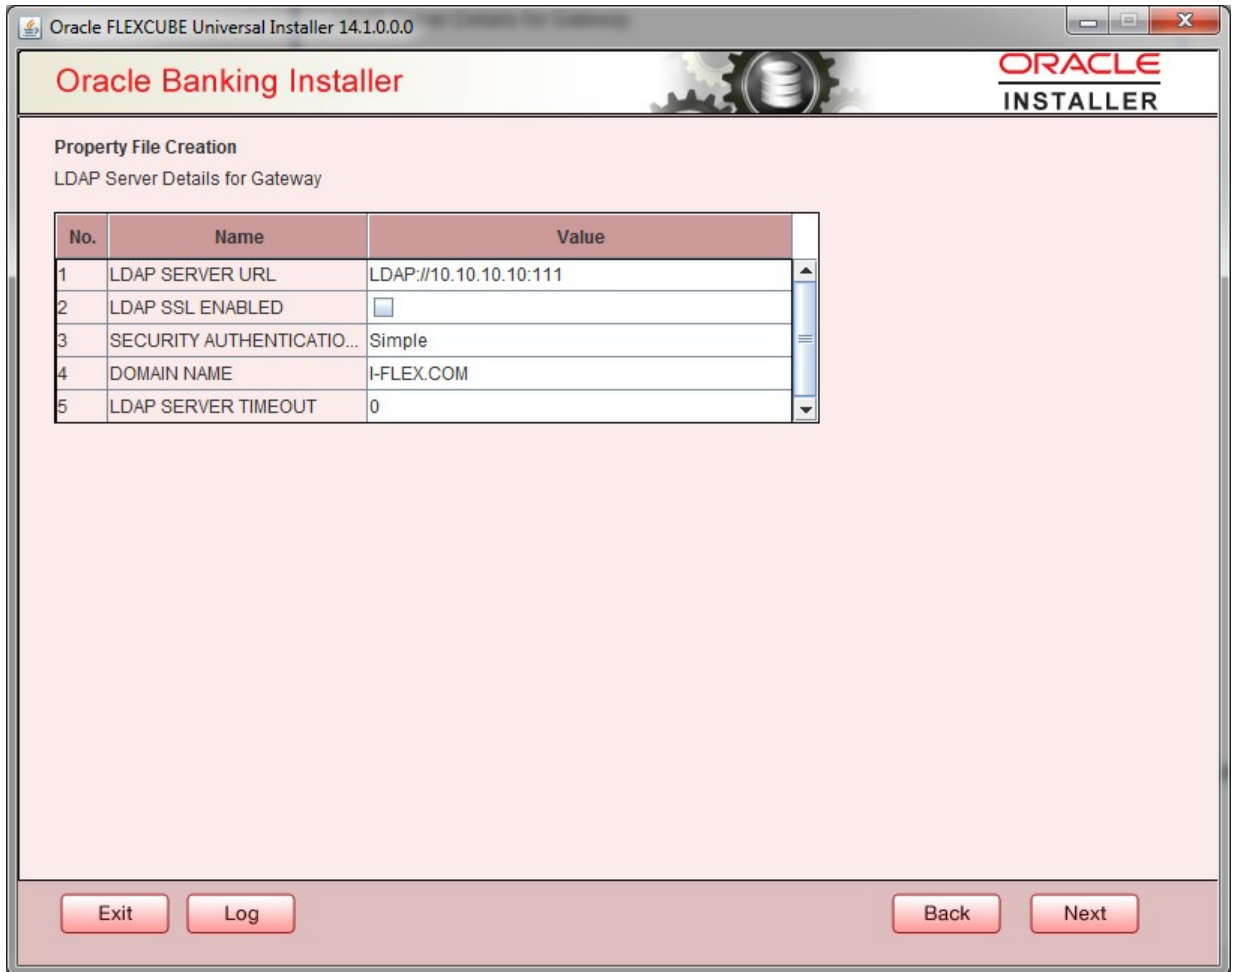 Oracle FLEXCUBE Universal Installer 14.1.0.0.0
Oracle Banking Installer
ORACLE
INSTALLER
Property File Creation
LDAP Server Details for Gateway
No. Name Value
1 LDAP SERVER URL LDAP://10.10.10.10:111
2 LDAP SSL ENABLED
3 SECURITY AUTHENTICATIO... Simple
4 DOMAIN NAME I-FLEX.COM
5 LDAP SERVER TIMEOUT 0
Exit Log Back Next